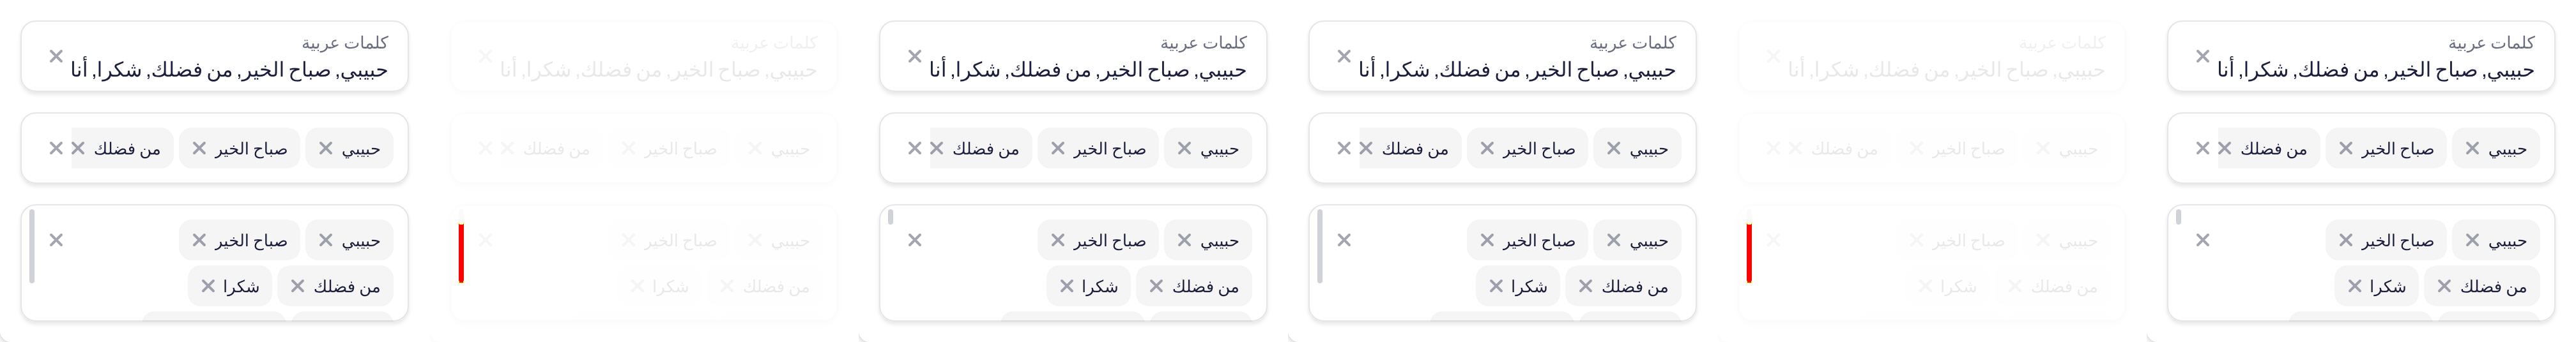 كلمات عربية
حبيبي, صباح الخير, من فضلك, شكرا, أنا
حبيبي صباح الخير من فضلك
حبيبي صباح الخير
من فضلك شكرا
كلمات عربية
حبيبي, صباح الخير, من فضلك, شكرا, أنا
حبيبي صباح الخير من فضلك
حبيبي صباح الخير
من فضلك شكرا
كلمات عربية
حبيبي, صباح الخير, من فضلك, شكرا, أنا
حبيبي صباح الخير من فضلك
حبيبي صباح الخير
من فضلك شكرا
كلمات عربية
حبيبي, صباح الخير, من فضلك, شكرا, أنا
حبيبي صباح الخير من فضلك
حبيبي صباح الخير
من فضلك شكرا
كلمات عربية
حبيبي, صباح الخير, من فضلك, شكرا, أنا
حبيبي صباح الخير من فضلك
حبيبي صباح الخير
من فضلك شكرا
كلمات عربية
حبيبي, صباح الخير, من فضلك, شكرا, أنا
حبيبي صباح الخير من فضلك
حبيبي صباح الخير
من فضلك شكرا